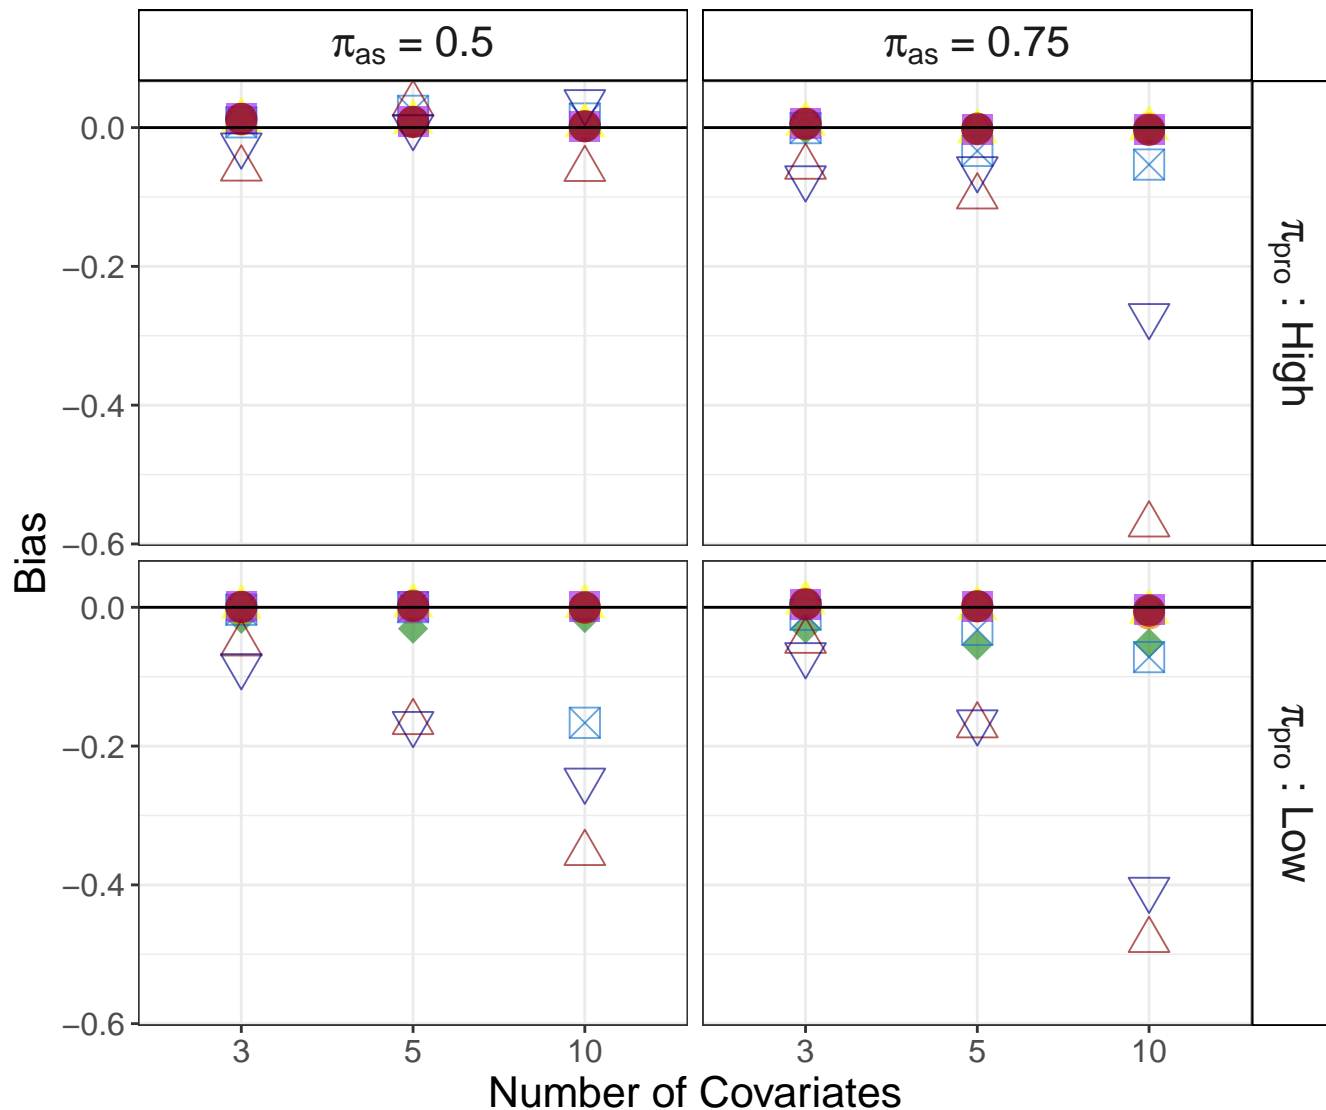 π_as = 0.5
π_as = 0.75
0.0
−0.2
−0.4
−0.6
π_pro : High
0.0
−0.2
−0.4
−0.6
π_pro : Low
Bias
3 5 10
3 5 10
Number of Covariates